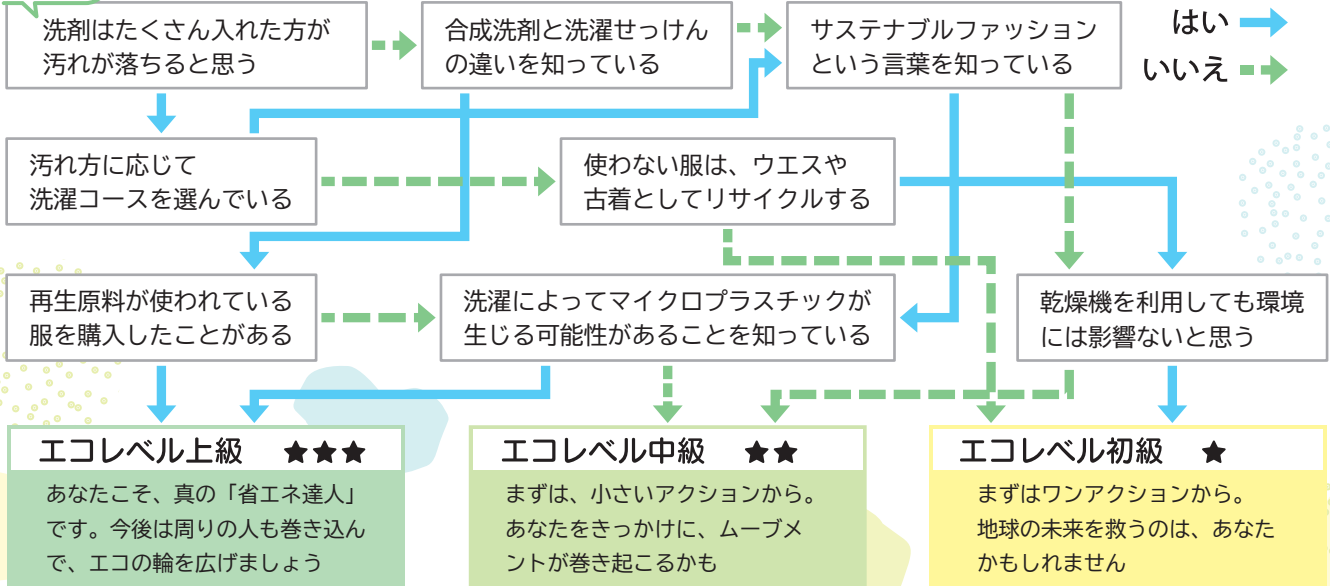 洗剤はたくさん入れた方が
汚れが落ちると思う
合成洗剤と洗濯せっけん
の違いを知っている
サステナブルファッション
という言葉を知っている
はい
いいえ
汚れ方に応じて
洗濯コースを選んでいる
使わない服は、ウエスや
古着としてリサイクルする
再生原料が使われている
服を購入したことがある
洗濯によってマイクロプラスチックが
生じる可能性があることを知っている
乾燥機を利用しても環境
には影響ないと思う
エコレベル上級 ★★★
あなたこそ、真の「省エネ達人」
です。今後は周りの人も巻き込ん
で、エコの輪を広げましょう
エコレベル中級 ★★
まずは、小さいアクションから。
あなたをきっかけに、ムーブメ
ントが巻き起こるかも
エコレベル初級 ★
まずはワンアクションから。
地球の未来を救うのは、あなた
かもしれません